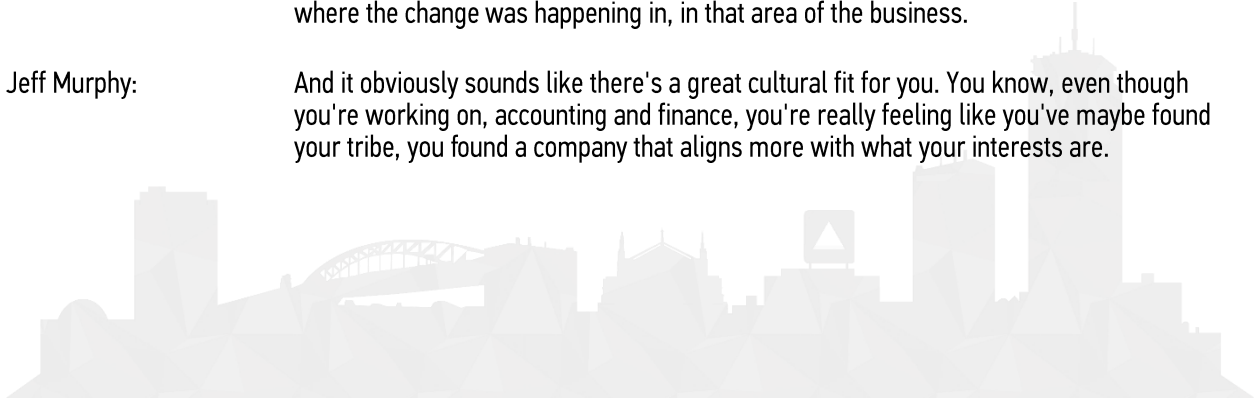 where the change was happening in, in that area of the business.
Jeff Murphy: And it obviously sounds like there's a great cultural fit for you. You know, even though
you're working on, accounting and finance, you're really feeling like you've maybe found
your tribe, you found a company that aligns more with what your interests are.